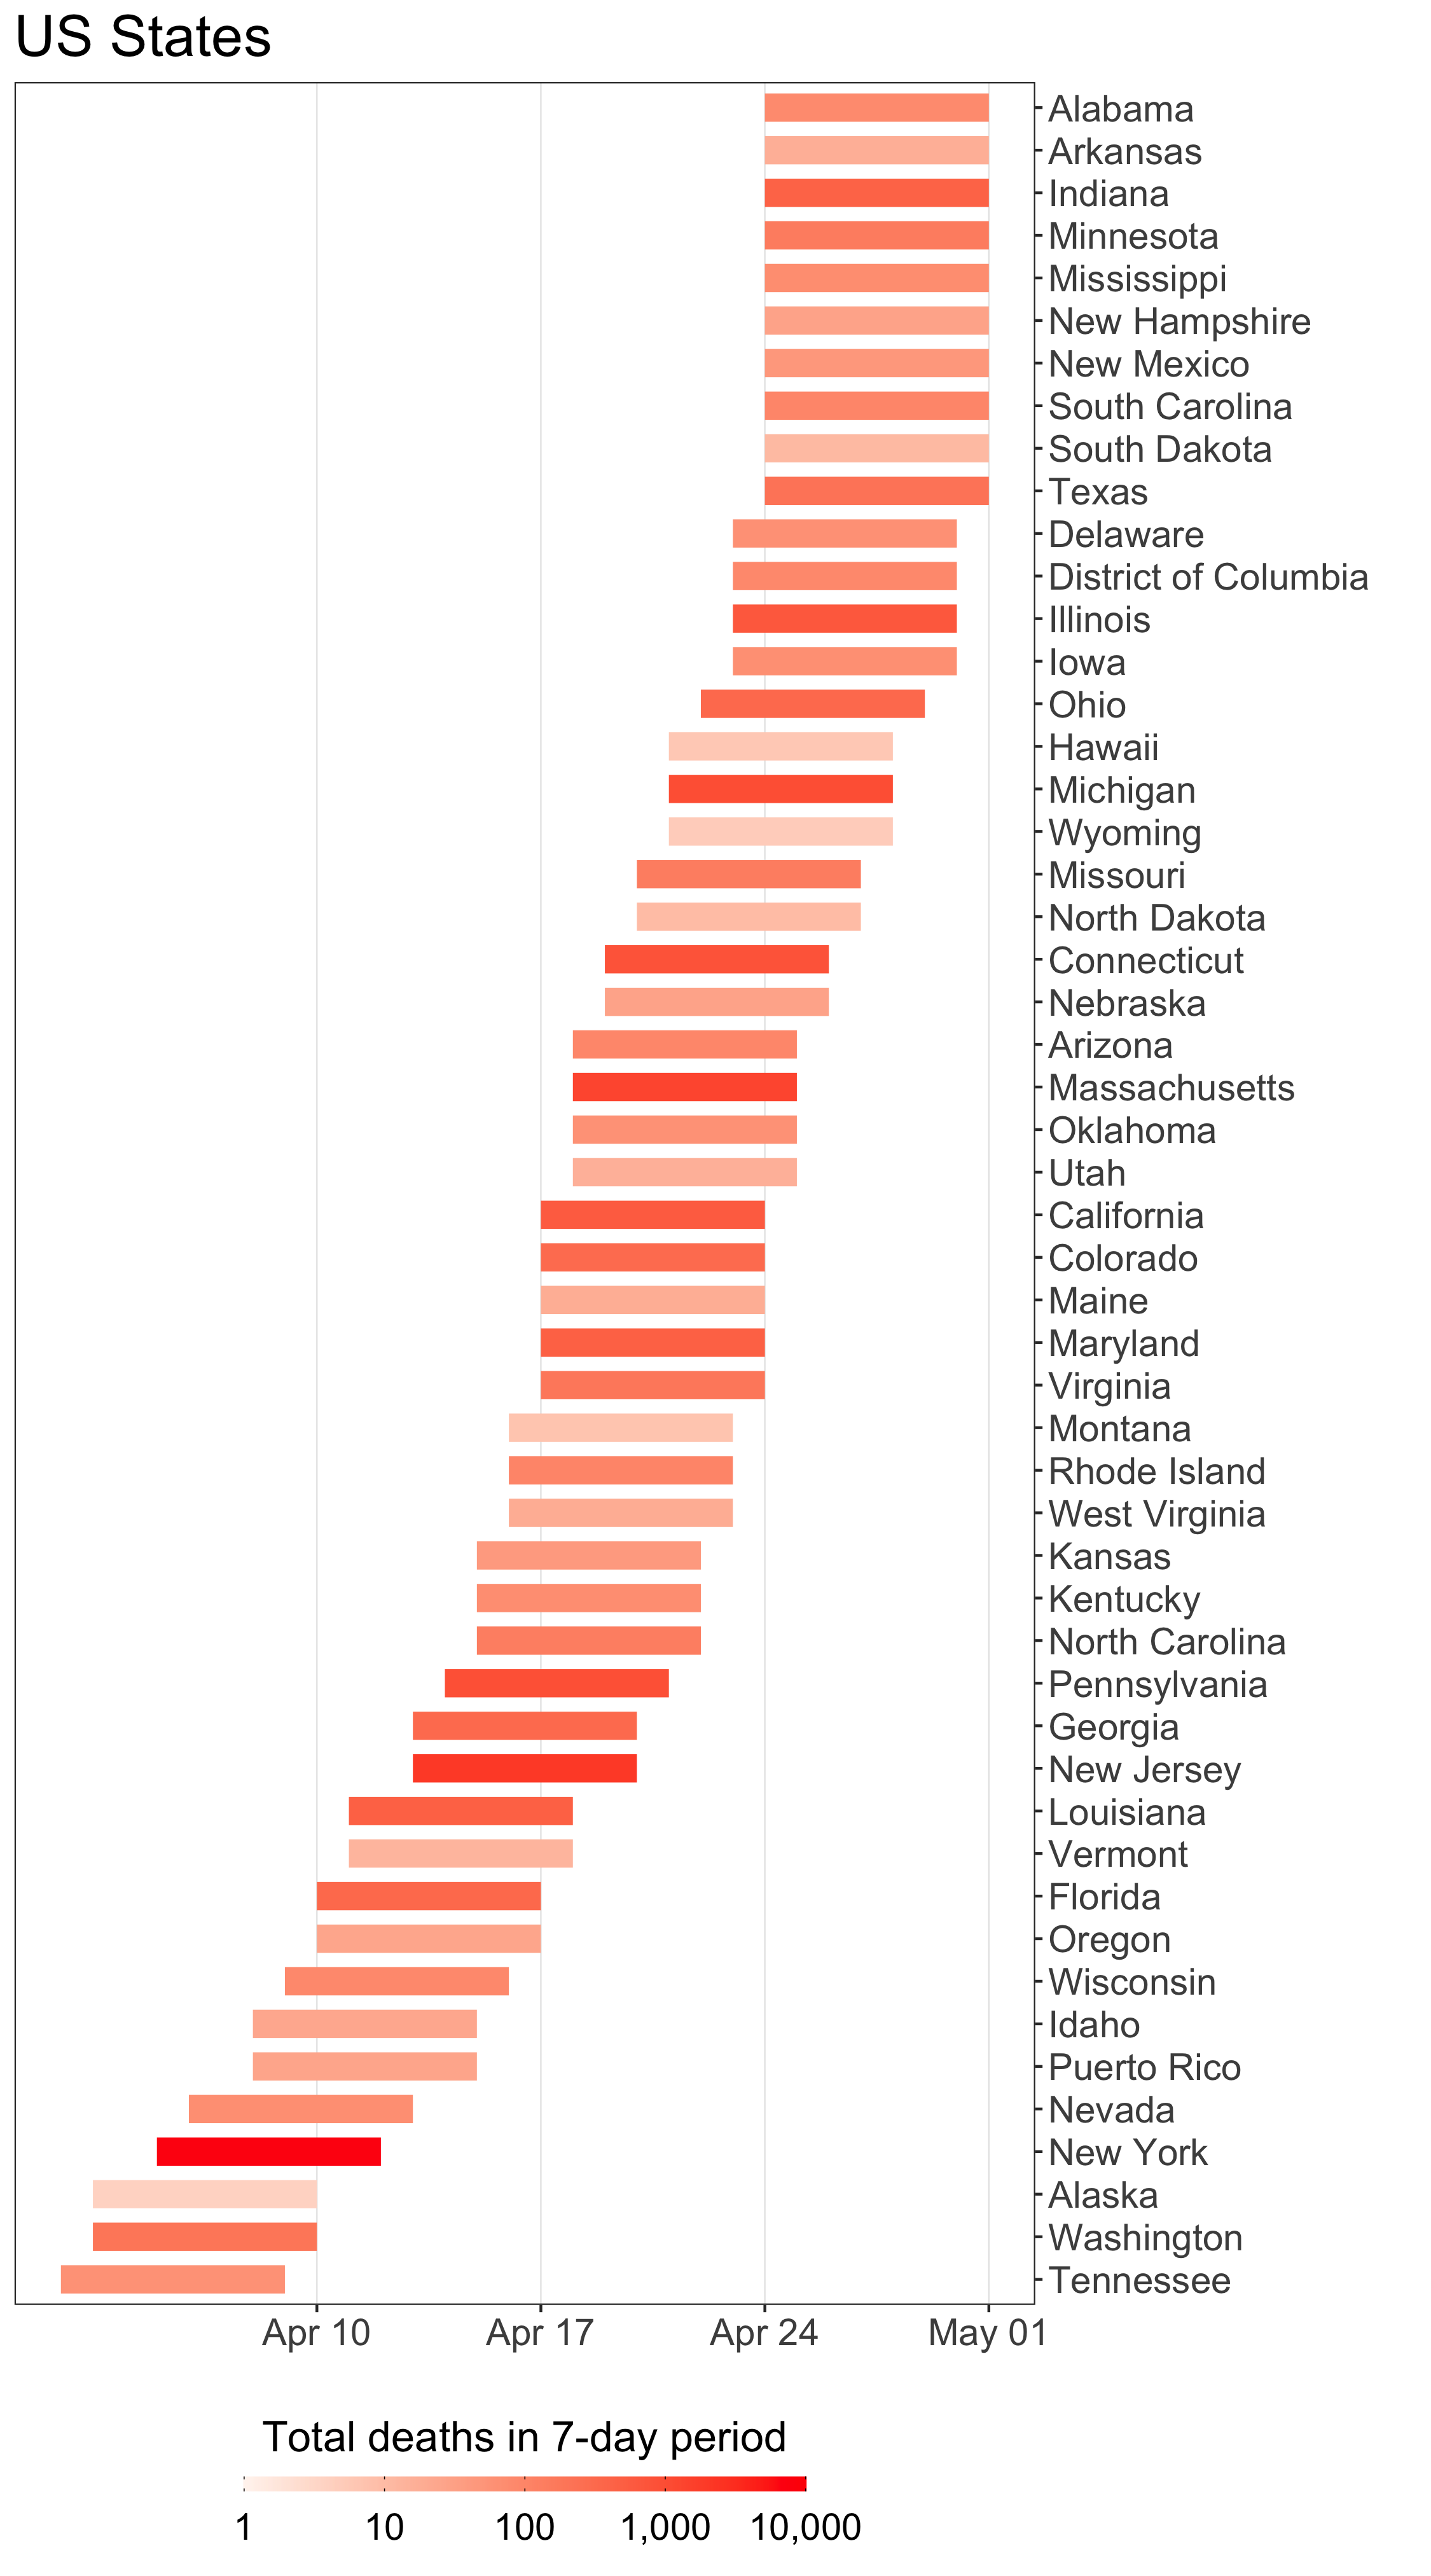 US States
Alabama
Arkansas
Indiana
Minnesota
Mississippi
New Hampshire
New Mexico
South Carolina
South Dakota
Texas
Delaware
District of Columbia
Illinois
Iowa
Ohio
Hawaii
Michigan
Wyoming
Missouri
North Dakota
Connecticut
Nebraska
Arizona
Massachusetts
Oklahoma
Utah
California
Colorado
Maine
Maryland
Virginia
Montana
Rhode Island
West Virginia
Kansas
Kentucky
North Carolina
Pennsylvania
Georgia
New Jersey
Louisiana
Vermont
Florida
Oregon
Wisconsin
Idaho
Puerto Rico
Nevada
New York
Alaska
Washington
Tennessee
Apr 10 Apr 17 Apr 24 May 01
Total deaths in 7-day period
1 10 100 1,000 10,000